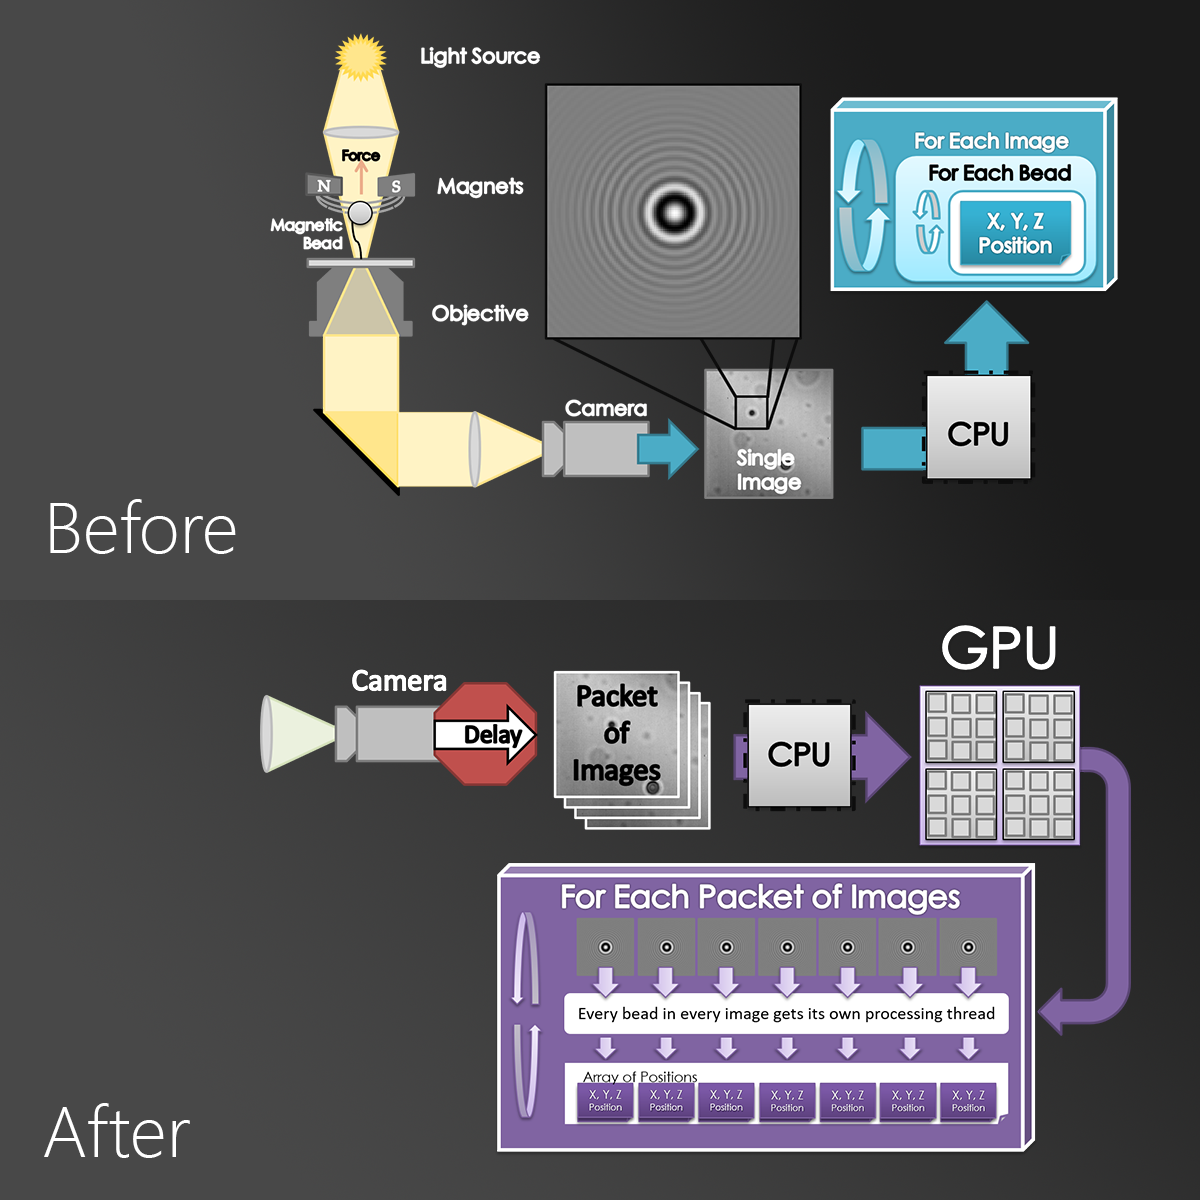 Light Source
Force
N
S
Magnets
Magnetic
Bead
Objective
Camera
Single
Image
CPU
For Each Image
For Each Bead
X, Y, Z
Position
Before
Camera
Delay
Packet
of
Images
CPU
GPU
For Each Packet of Images
Every bead in every image gets its own processing thread
Array of Positions
X, Y, Z
Position
X, Y, Z
Position
X, Y, Z
Position
X, Y, Z
Position
X, Y, Z
Position
X, Y, Z
Position
X, Y, Z
Position
After